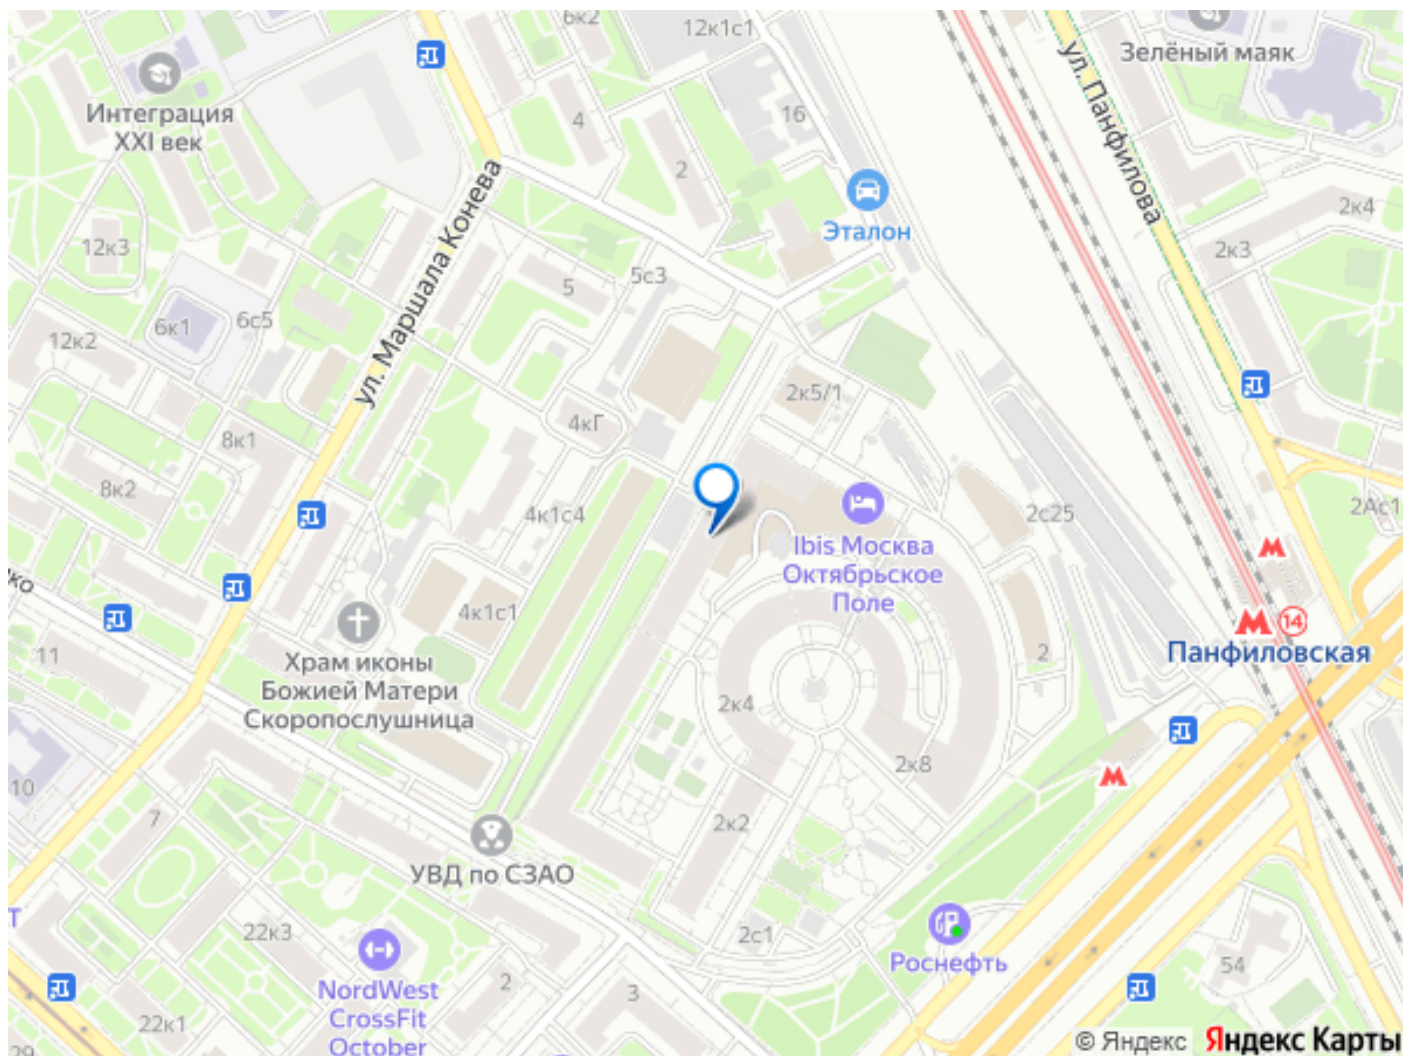 6к2
12к1с1
ул. Панфилова
Зелёный маяк
Интеграция
XXI век
4
16
2
ул. Маршала Конева
Эталон
2к4
2к3
12к3
5с3
5
6к1
6с5
12к2
2к5/1
4кГ
8к1
8к2
4к1с4
Ibis Москва
Октябрьское
Поле
2с25
2Ас1
М
ко
4к1с1
Храм иконы
Божией Матери
Скоропослушница
11
2
М 14
Панфиловская
2к4
2к8
М
10
7
2к2
УВД по СЗАО
Т
22к3
2с1
Роснефть
NordWest
CrossFit
October
2
3
54
22к1
29
© Яндекс Яндекс Карты